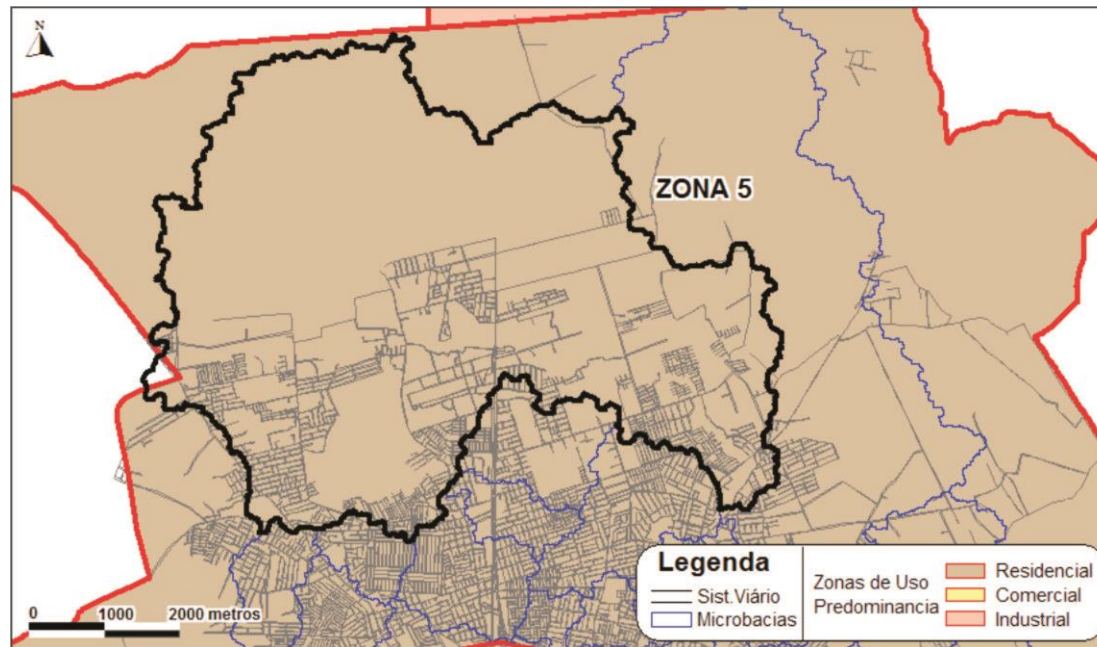 N
ZONA 5
Legenda
Sist.Viário
Microbacias
Zonas de Uso
Predominancia
Residencial
Comercial
Industrial
0 1000 2000 metros